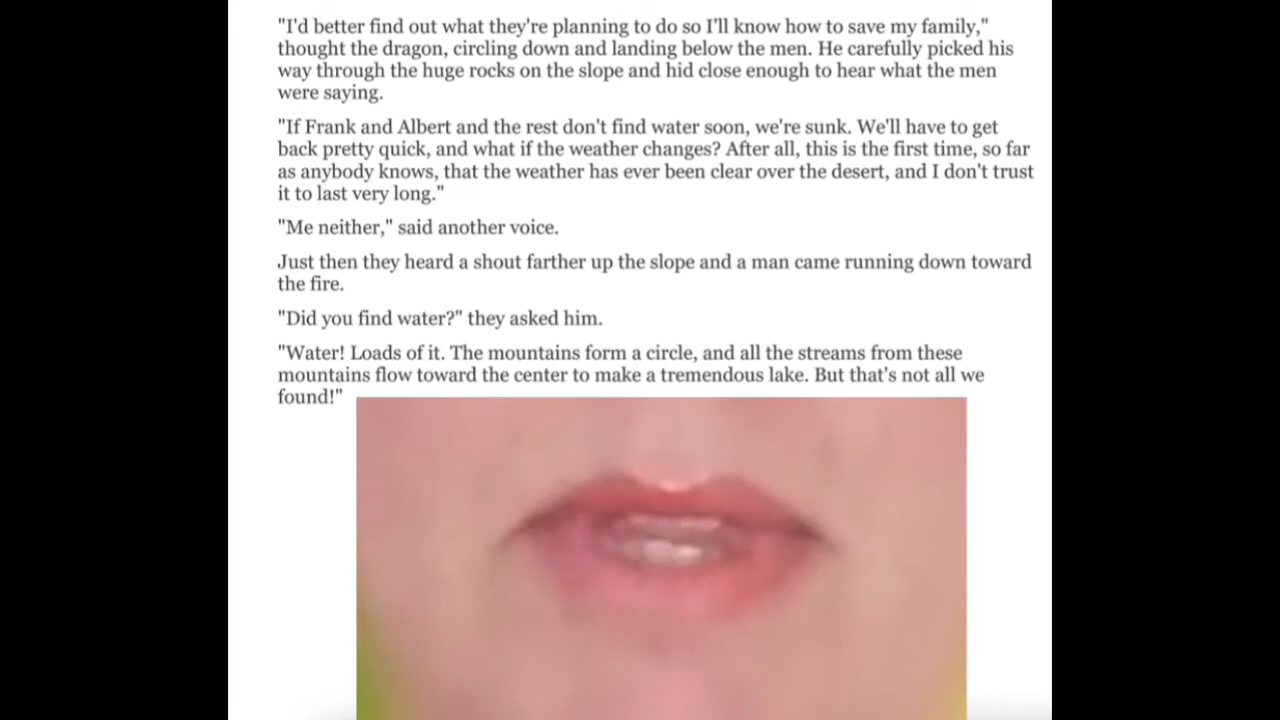 "I'd better find out what they're planning to do so I'll know how to save my family,"
thought the dragon, circling down and landing below the men. He carefully picked his
way through the huge rocks on the slope and hid close enough to hear what the men
were saying.
"If Frank and Albert and the rest don't find water soon, we're sunk. We'll have to get
back pretty quick, and what if the weather changes? After all, this is the first time, so far
as anybody knows, that the weather has ever been clear over the desert, and I don't trust
it to last very long."
"Me neither," said another voice.
Just then they heard a shout farther up the slope and a man came running down toward
the fire.
"Did you find water?" they asked him.
"Water! Loads of it. The mountains form a circle, and all the streams from these
mountains flow toward the center to make a tremendous lake. But that's not all we
found!"